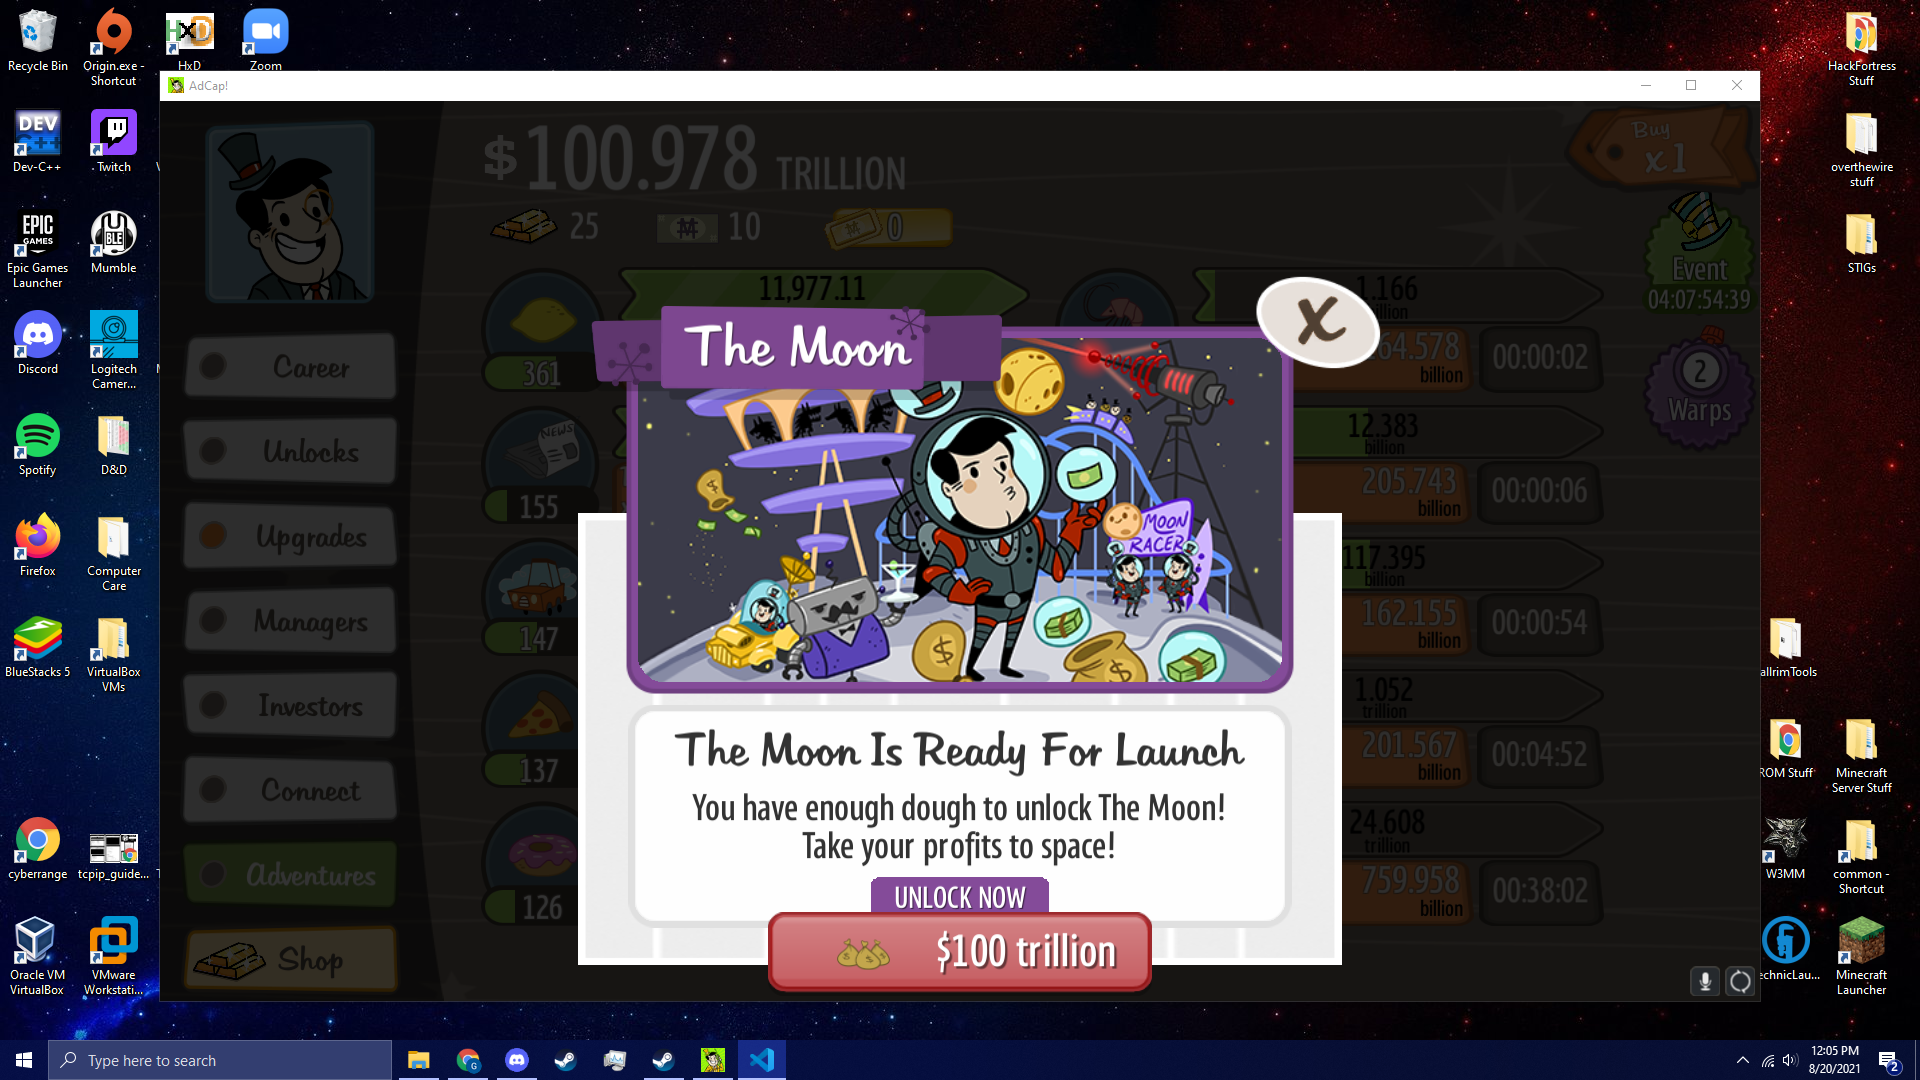 Recycle Bin
Origin.exe -
Shortcut
HxD
Zoom
HackFortress
Stuff
AdCap!
DEV
C++
Dev-C++
Twitch
overthewire
stuff
EPIC
GAMES
Epic Games
Launcher
BLE
Mumble
STIGs
Discord
Logitech
Camer...
Spotify
D&D
Firefox
Computer
Care
BlueStacks 5
VirtualBox
VMs
allrimTools
ROM Stuff
Minecraft
Server Stuff
cyberrange
tcpip_guide...
W3MM
common -
Shortcut
Oracle VM
VirtualBox
VMware
Workstati...
echnicLau...
Minecraft
Launcher
$100.978 TRILLION
25
10
0
Buy
x1
Event
04:07:54:39
2
Warps
Career
Unlocks
Upgrades
Managers
Investors
Connect
Adventures
Shop
11,977.11
361
NEWS
155
147
137
126
1.166
trillion
64.578
billion
00:00:02
12.383
billion
205.743
billion
00:00:06
117.395
billion
162.155
billion
00:00:54
1.052
trillion
201.567
billion
00:04:52
24.608
trillion
759.958
billion
00:38:02
The Moon
X
MOON
RACER
The Moon Is Ready For Launch
You have enough dough to unlock The Moon!
Take your profits to space!
UNLOCK NOW
$100 trillion
Type here to search
12:05 PM
8/20/2021
2